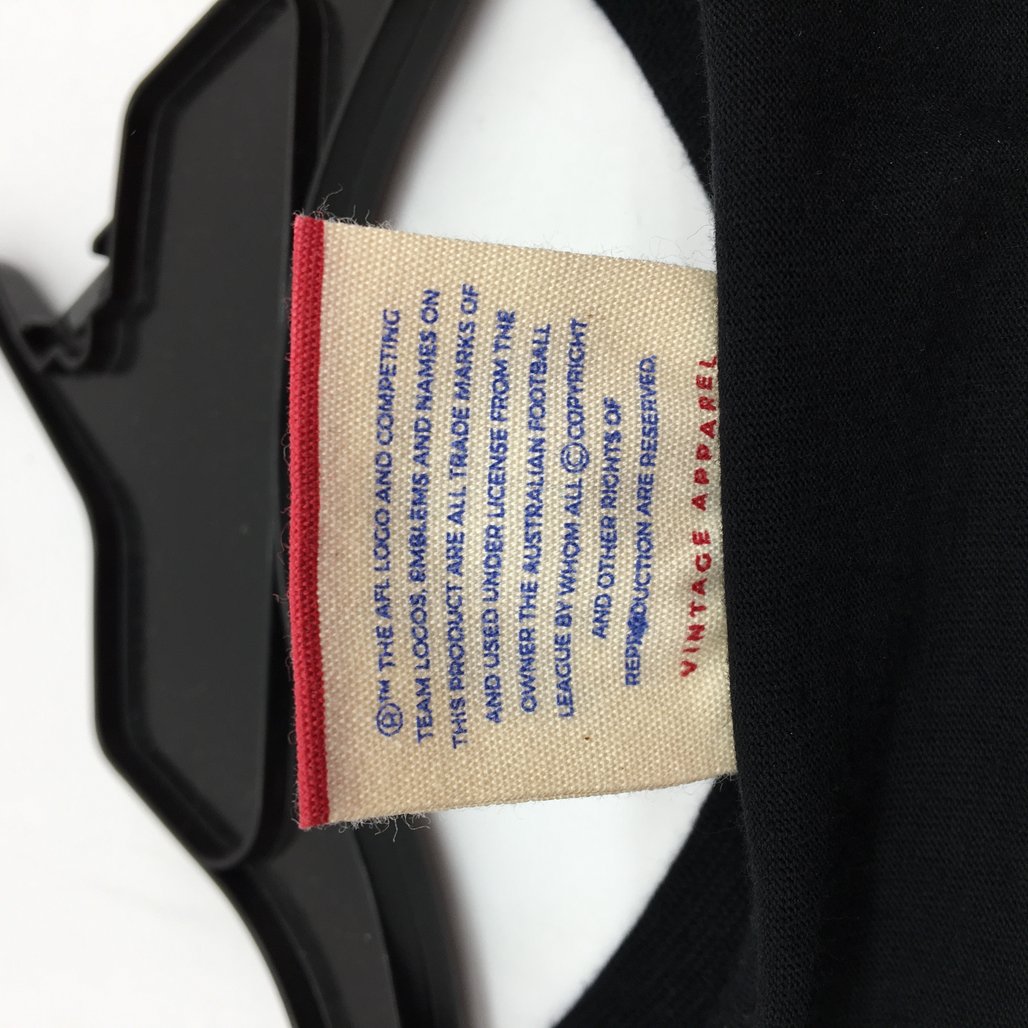 ®™ THE AFL LOGO AND COMPETING
TEAM LOGOS, EMBLEMS AND NAMES ON
THIS PRODUCT ARE ALL TRADE MARKS OF
AND USED UNDER LICENSE FROM THE
OWNER THE AUSTRALIAN FOOTBALL
LEAGUE BY WHOM ALL © COPYRIGHT
AND OTHER RIGHTS OF
REPRODUCTION ARE RESERVED.
VINTAGE APPAREL